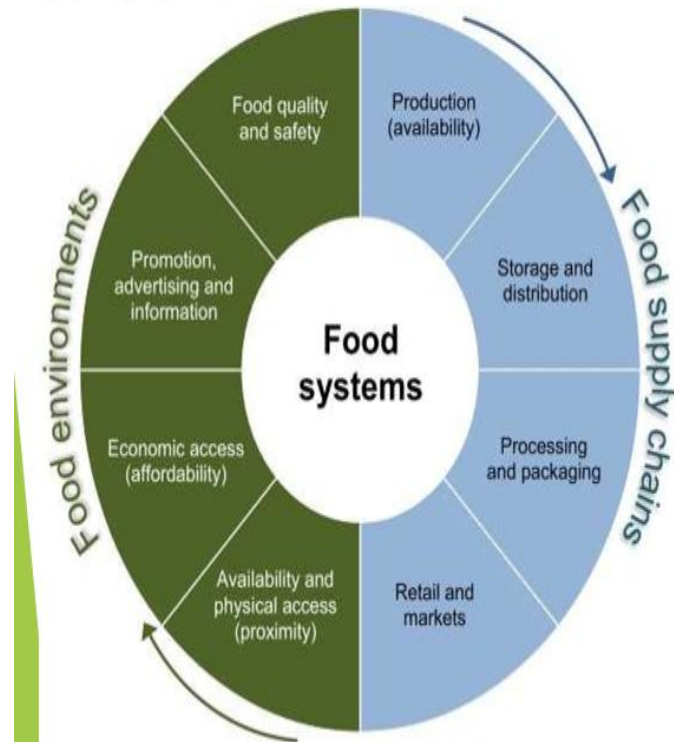 Food quality
and safety
Production
(availability)
Promotion,
advertising and
information
Storage and
distribution
Food
systems
Economic access
(affordability)
Processing
and packaging
Availability and
physical access
(proximity)
Retail and
markets
Food environments
Food supply chains